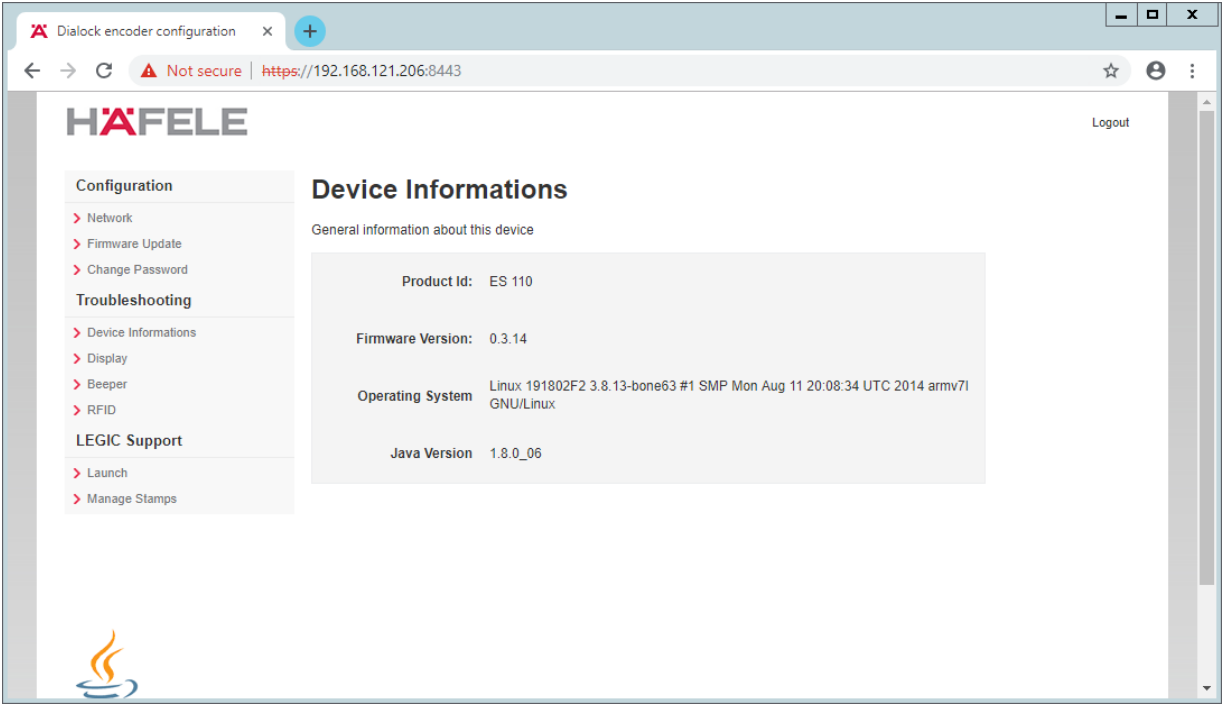 Dialock encoder configuration
Not secure https://192.168.121.206:8443
HÄFELE
Logout
Configuration
Network
Firmware Update
Change Password
Troubleshooting
Device Informations
Display
Beeper
RFID
LEGIC Support
Launch
Manage Stamps
Device Informations
General information about this device
Product Id: ES 110
Firmware Version: 0.3.14
Operating System Linux 191802F2 3.8.13-bone63 #1 SMP Mon Aug 11 20:08:34 UTC 2014 armv7l
GNU/Linux
Java Version 1.8.0_06